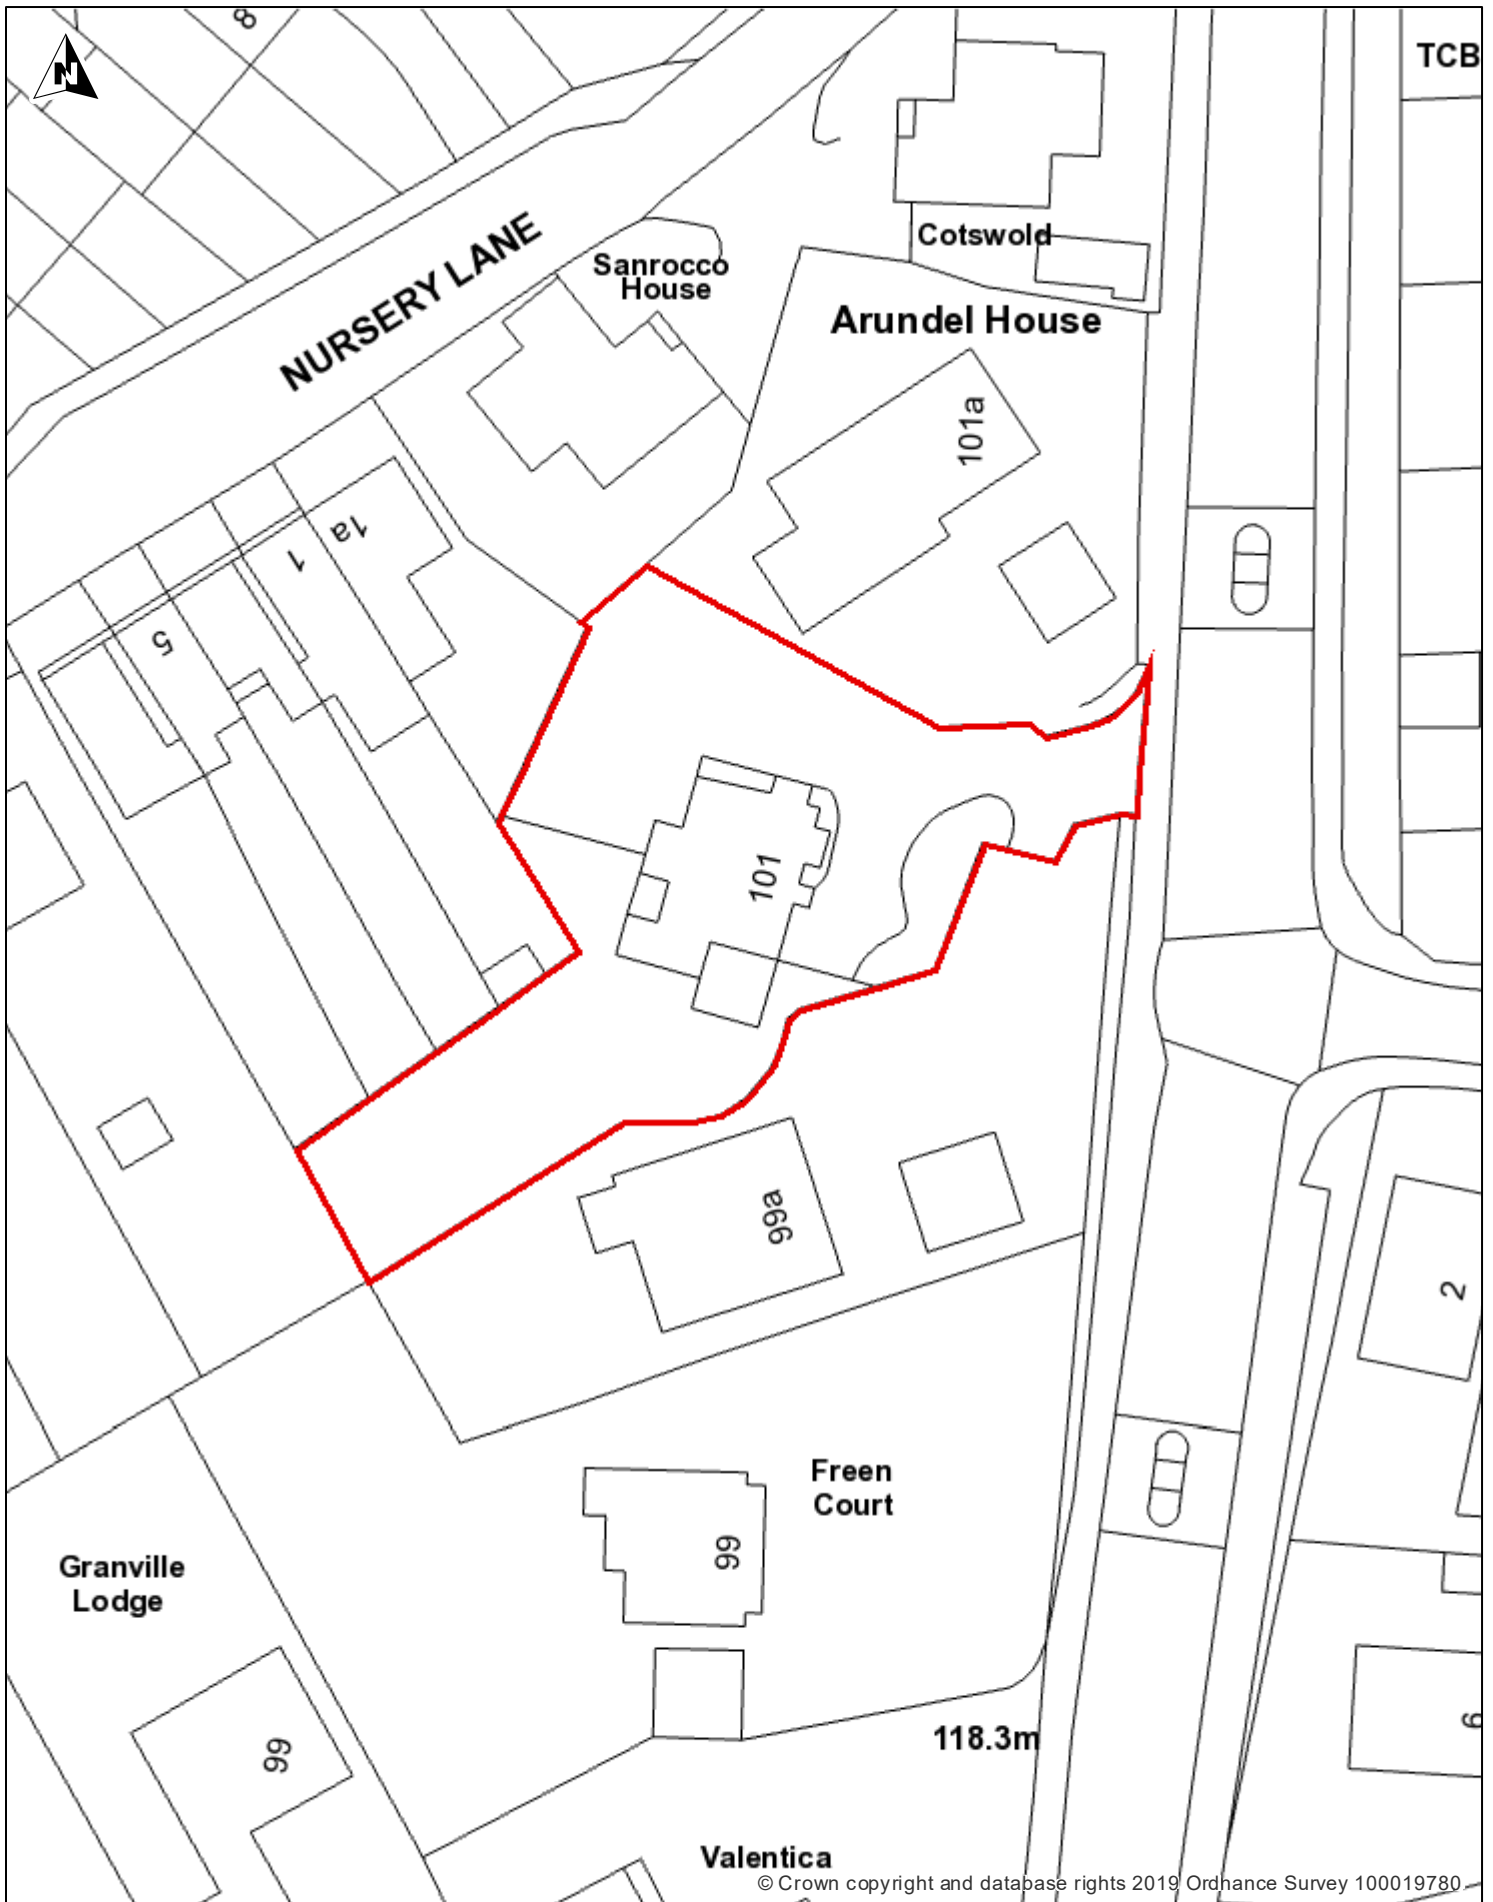 8
TCB
N
NURSERY LANE
Cotswold
Sanrocco
House
Arundel House
101a
1a
1
5
101
99a
2
Freen
Court
99
Granville
Lodge
6
118.3m
99
Valentica
© Crown copyright and database rights 2019 Ordnance Survey 100019780